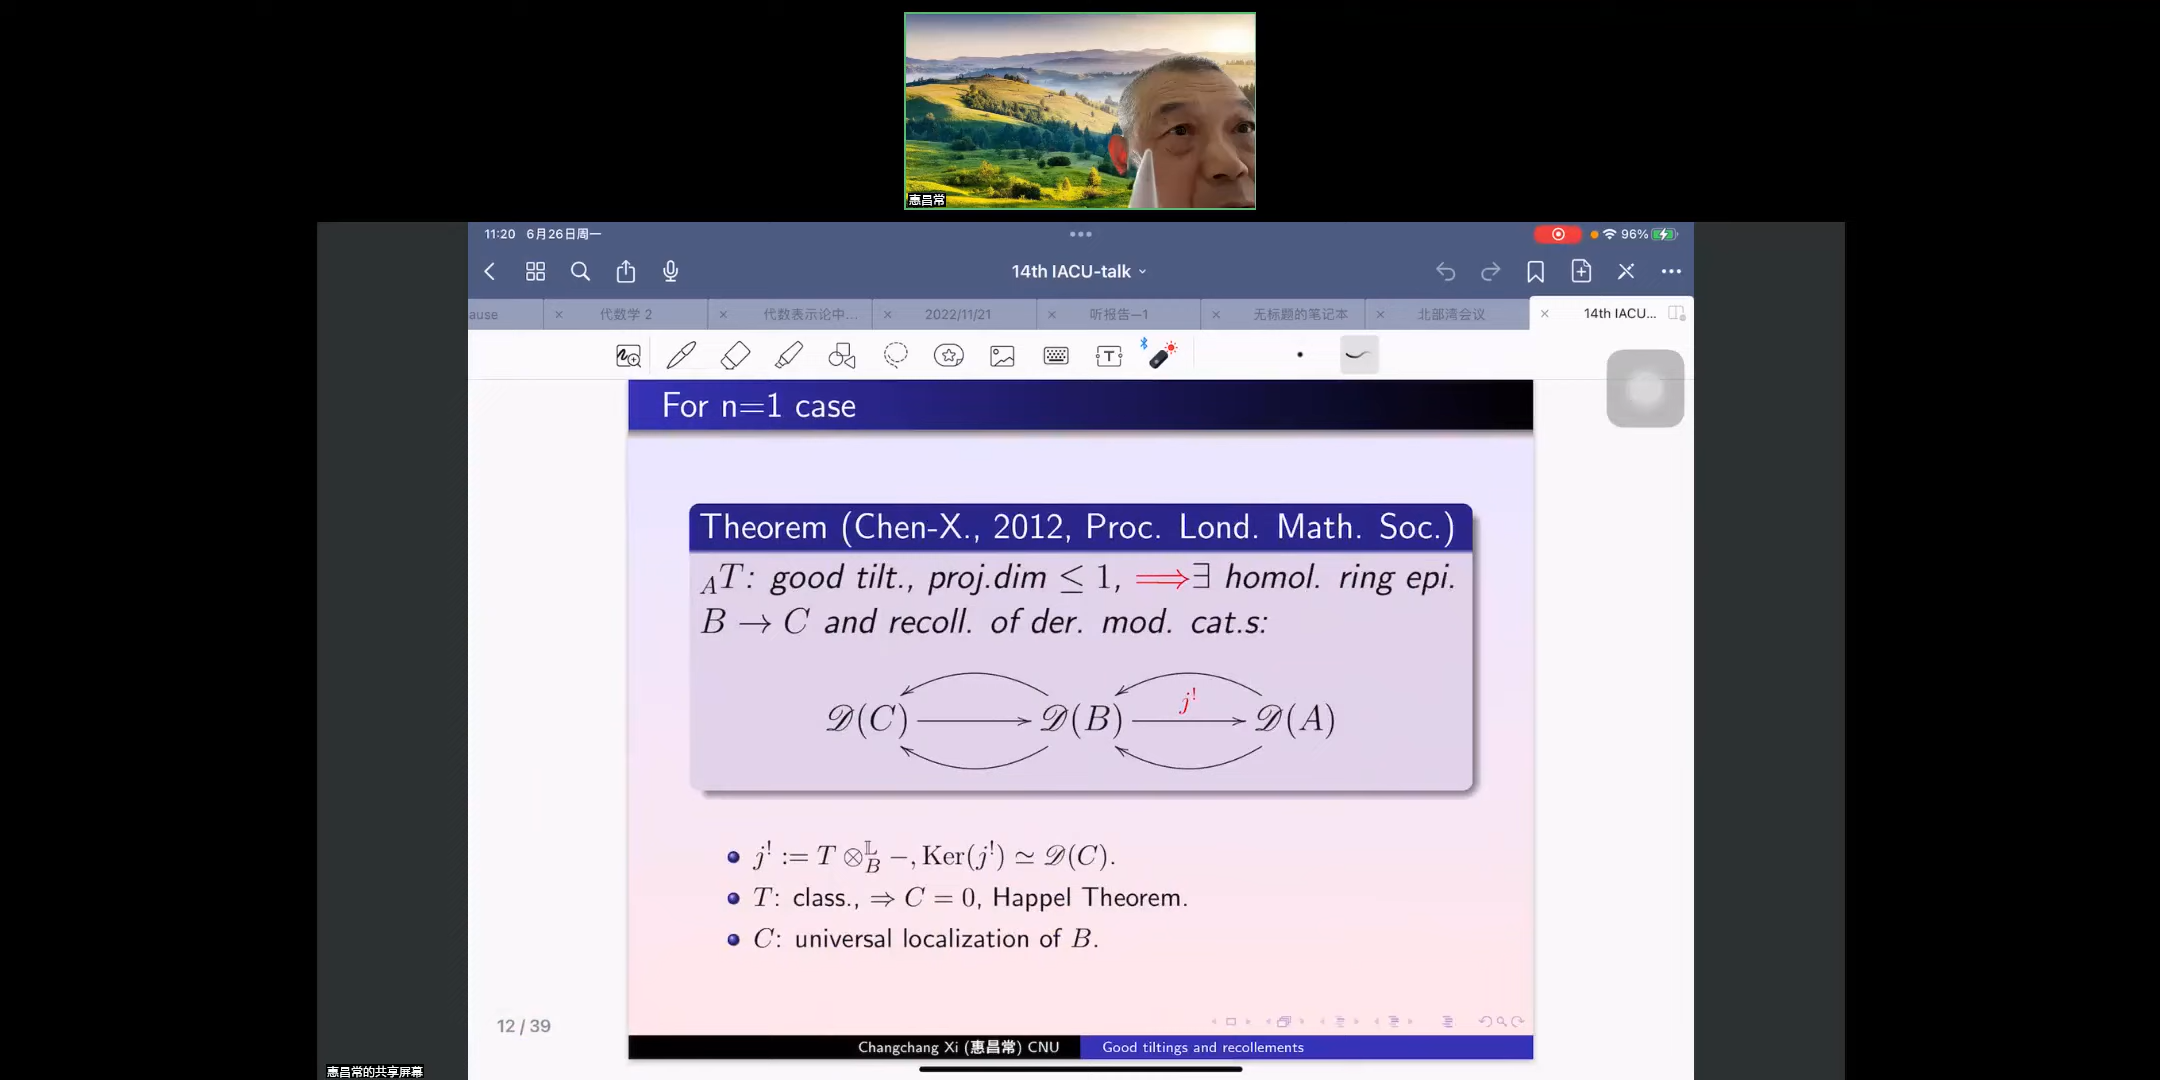 惠昌常
11:20 6月26日周一
96%
14th IACU-talk
ause
代数学 2
代数表示论中...
2022/11/21
听报告—1
无标题的笔记本
北部湾会议
14th IACU...
For n=1 case
Theorem (Chen-X., 2012, Proc. Lond. Math. Soc.)
_A T: good tilt., proj.dim ≤ 1, ⟹∃ homol. ring epi.
B → C and recoll. of der. mod. cat.s:
j^!
𝒟(C) → 𝒟(B) → 𝒟(A)
j^! := T ⊗_B^𝕃 −, Ker(j^!) ≃ 𝒟(C).
T: class., ⇒ C = 0, Happel Theorem.
C: universal localization of B.
12 / 39
Changchang Xi (惠昌常) CNU Good tiltings and recollements
惠昌常的共享屏幕